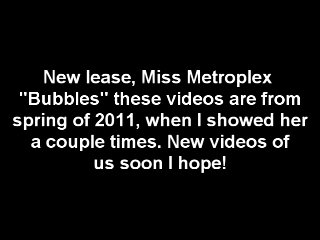 New lease, Miss Metroplex
"Bubbles" these videos are from
spring of 2011, when I showed her
a couple times. New videos of
us soon I hope!